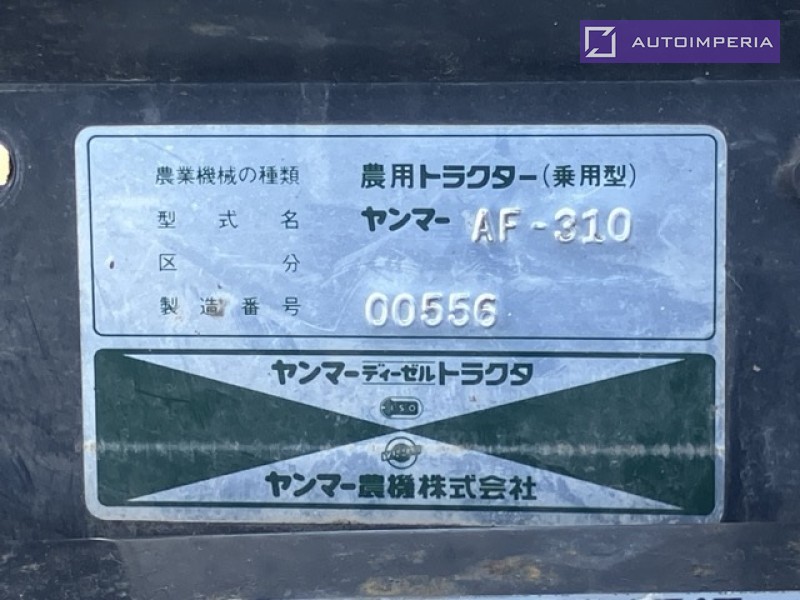 AUTOIMPERIA
農業機械の種類 農用トラクター(乗用型)
型式名 ヤンマー AF-310
区分
製造番号 00556
ヤンマーディーゼルトラクタ
ISO
ヤンマー農機株式会社